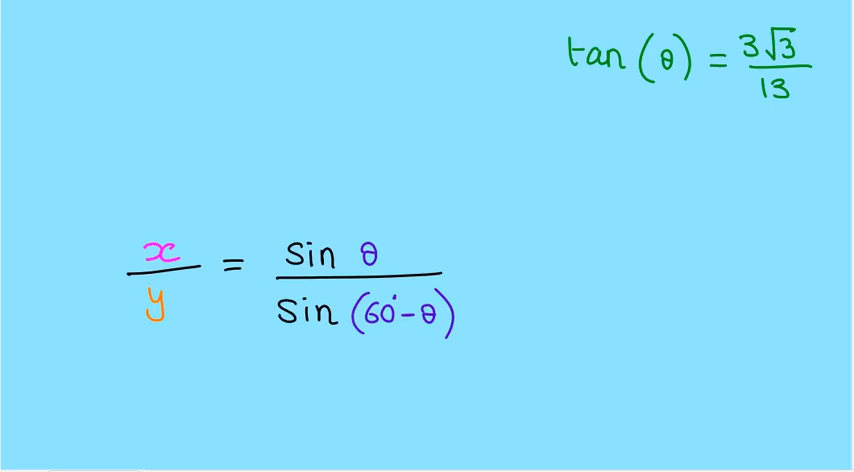 tan(θ) = 3√3/13
x/y = sin θ / sin(60°-θ)